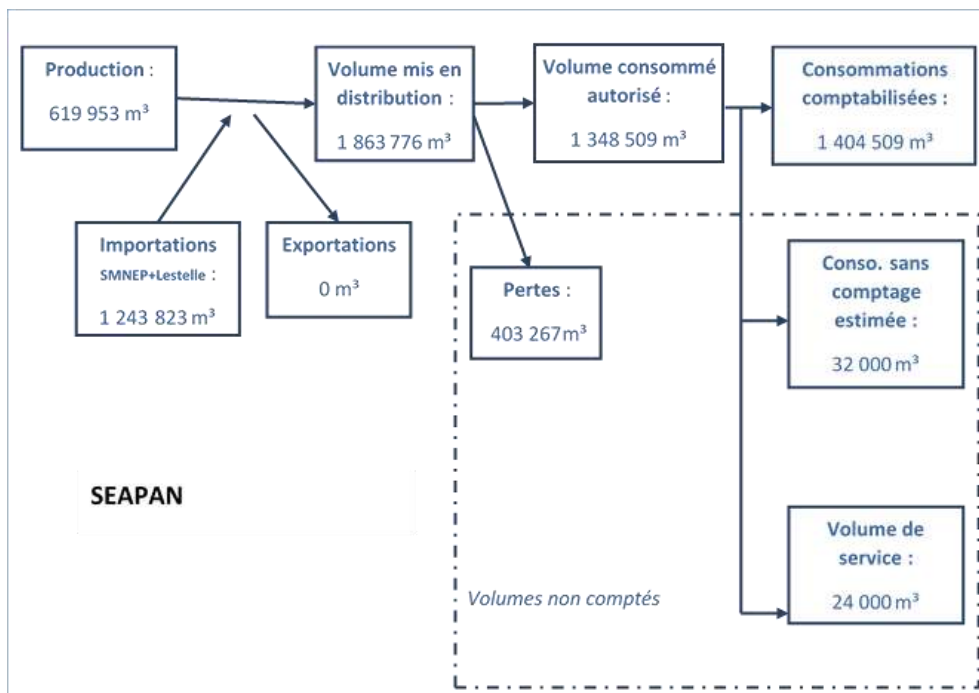 Production :
619 953 m³
Volume mis en
distribution :
1 863 776 m³
Volume consommé
autorisé :
1 348 509 m³
Consommations
comptabilisées :
1 404 509 m³
Importations
SMNEP+Lestelle :
1 243 823 m³
Exportations
0 m³
Pertes :
403 267 m³
Conso. sans
comptage
estimée :
32 000 m³
SEAPAN
Volume de
service :
24 000 m³
Volumes non comptés